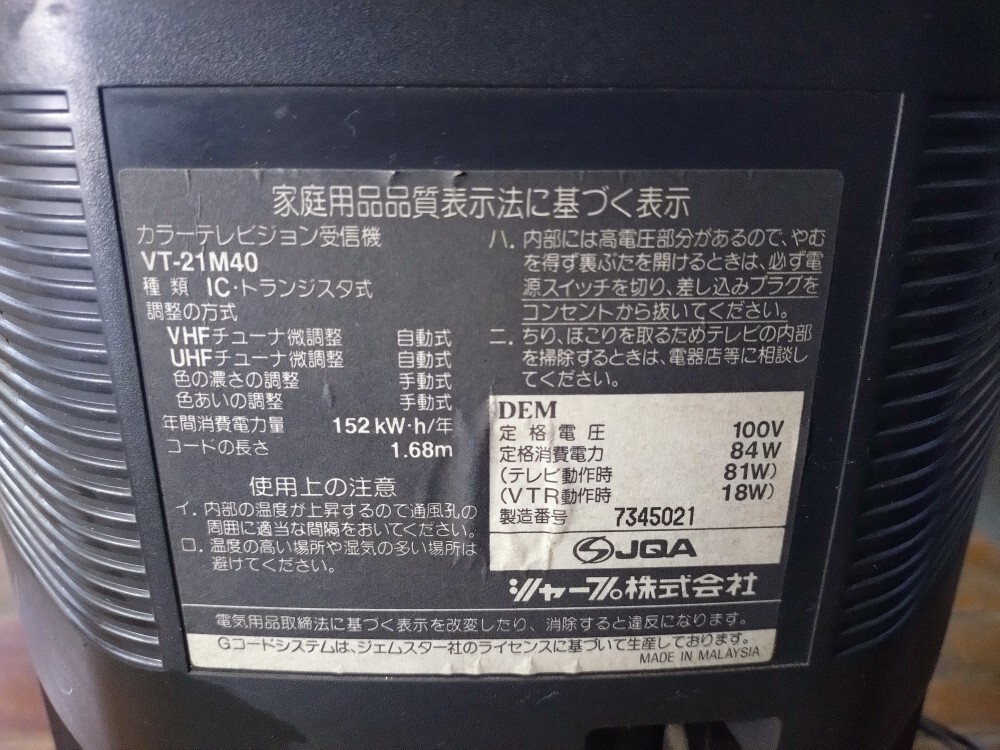 家庭用品品質表示法に基づく表示
カラーテレビジョン受信機
VT-21M40
種類 IC・トランジスタ式
調整の方式
VHFチューナ微調整 自動式
UHFチューナ微調整 自動式
色の濃さの調整 手動式
色あいの調整 手動式
年間消費電力量 152kW・h/年
コードの長さ 1.68m
使用上の注意
イ. 内部の温度が上昇するので通風孔の
周囲に適当な間隔をおいてください。
ロ. 温度の高い場所や湿気の多い場所は
避けてください。
ハ. 内部には高電圧部分があるので、やむ
を得ず裏ぶたを開けるときは、必ず電
源スイッチを切り、差し込みプラグを
コンセントから抜いてください。
ニ. ちり、ほこりを取るためテレビの内部
を掃除するときは、電器店等に相談し
てください。
DEM
定格電圧 100V
定格消費電力 84W
(テレビ動作時 81W)
(VTR動作時 18W)
製造番号 7345021
JQA
シャープ株式会社
電気用品取締法に基づく表示を改変したり、消除すると違反になります。
Gコードシステムは、ジェムスター社のライセンスに基づいて生産しております。
MADE IN MALAYSIA